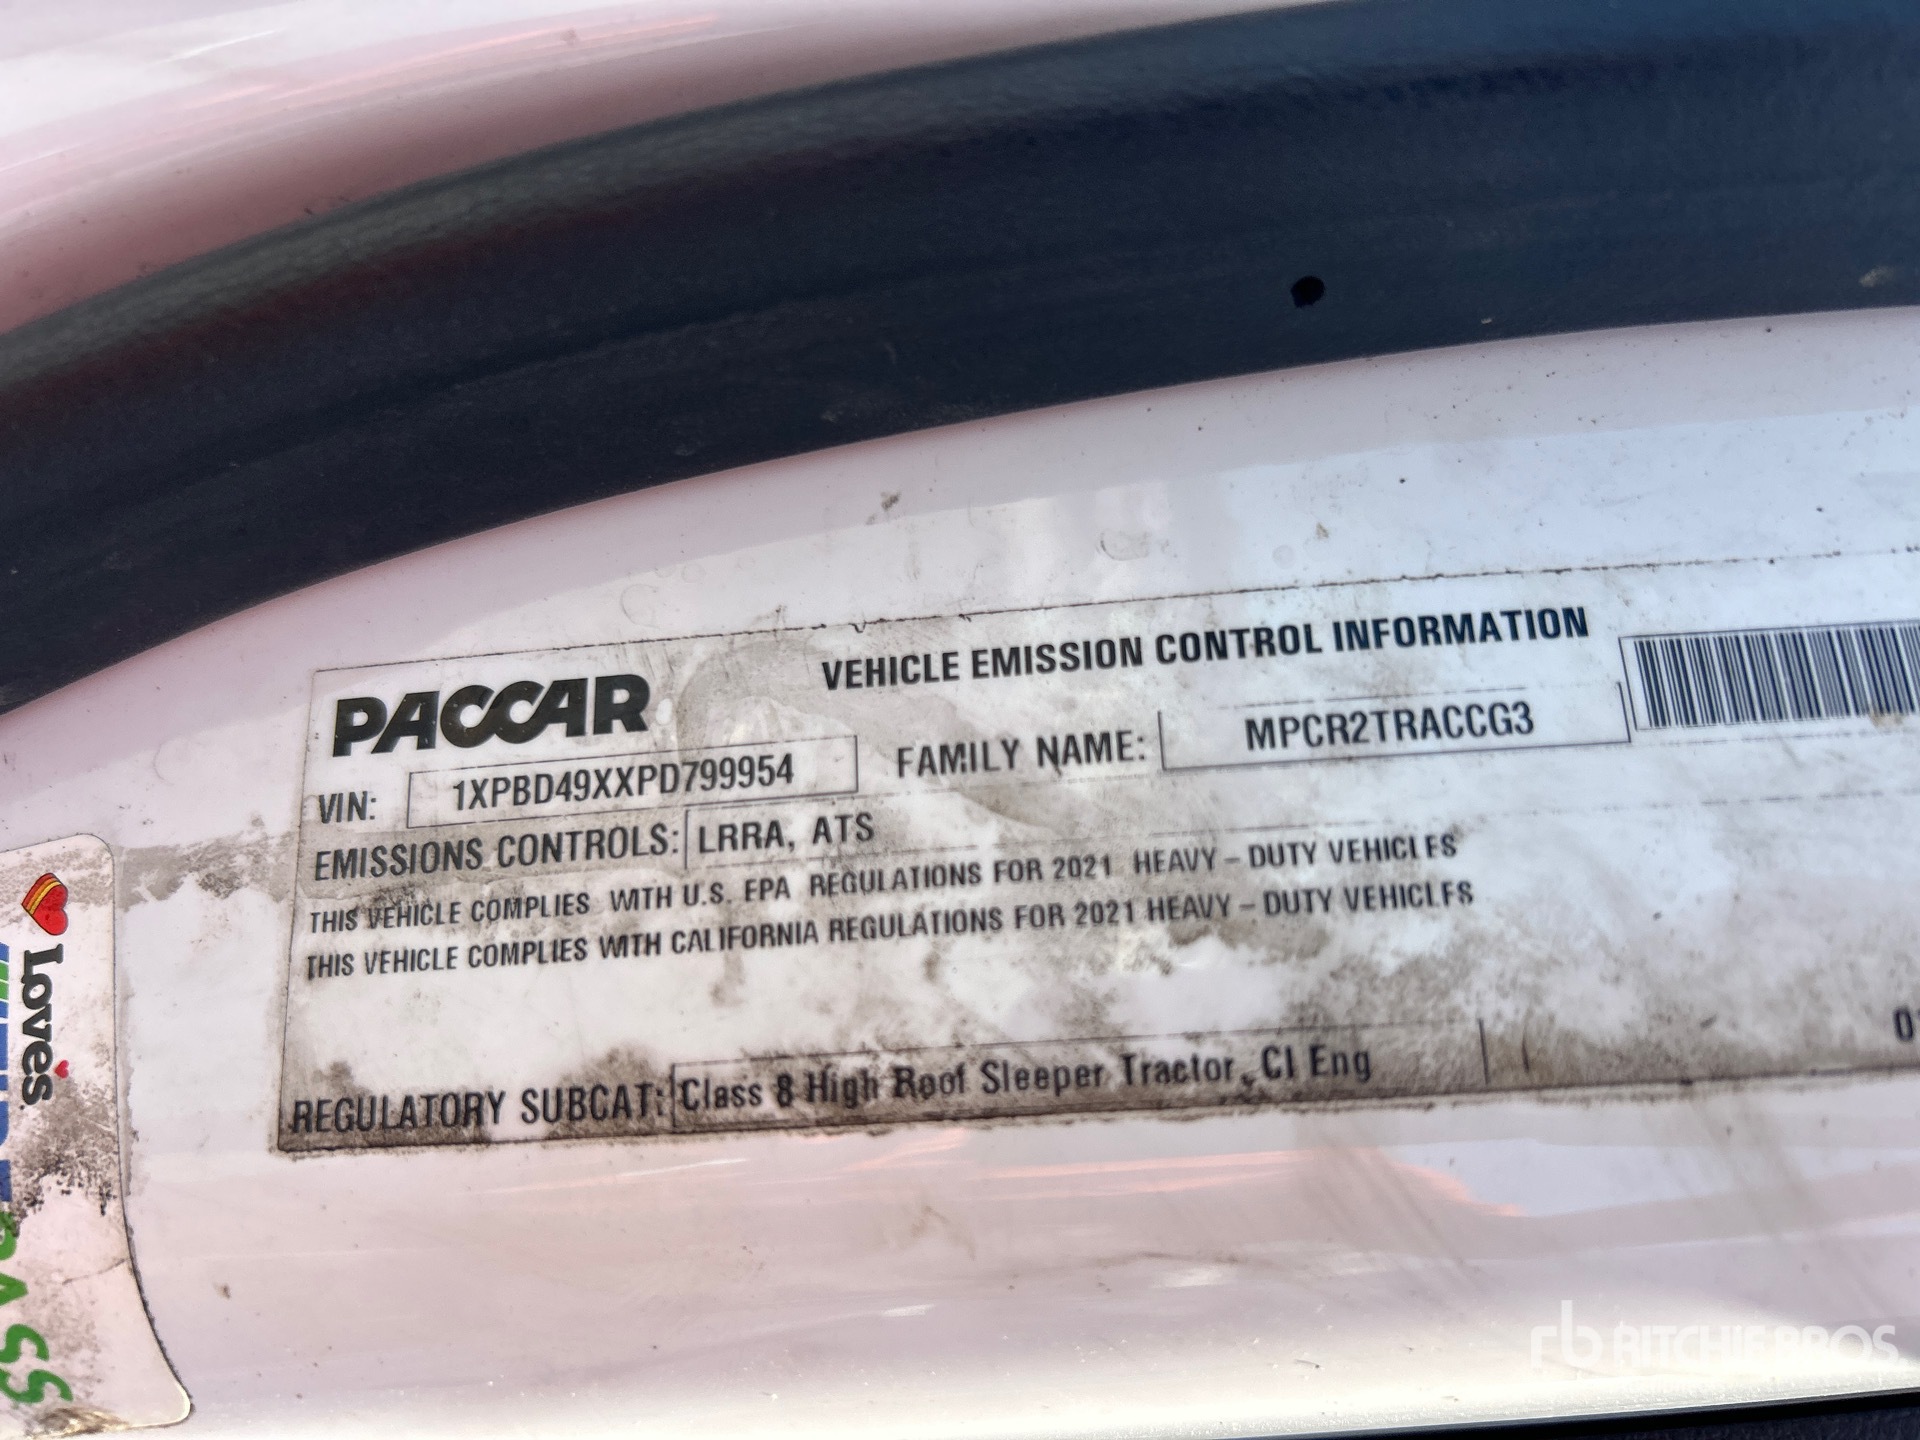 PACCAR
VEHICLE EMISSION CONTROL INFORMATION
VIN: 1XPBD49XXPD799954
FAMILY NAME: MPCR2TRACCG3
EMISSIONS CONTROLS: LRRA, ATS
THIS VEHICLE COMPLIES WITH U.S. EPA REGULATIONS FOR 2021 HEAVY-DUTY VEHICLES
THIS VEHICLE COMPLIES WITH CALIFORNIA REGULATIONS FOR 2021 HEAVY-DUTY VEHICLES
REGULATORY SUBCAT: Class 8 High Roof Sleeper Tractor, CI Eng
Love's
PASS
rb RITCHIE BROS.